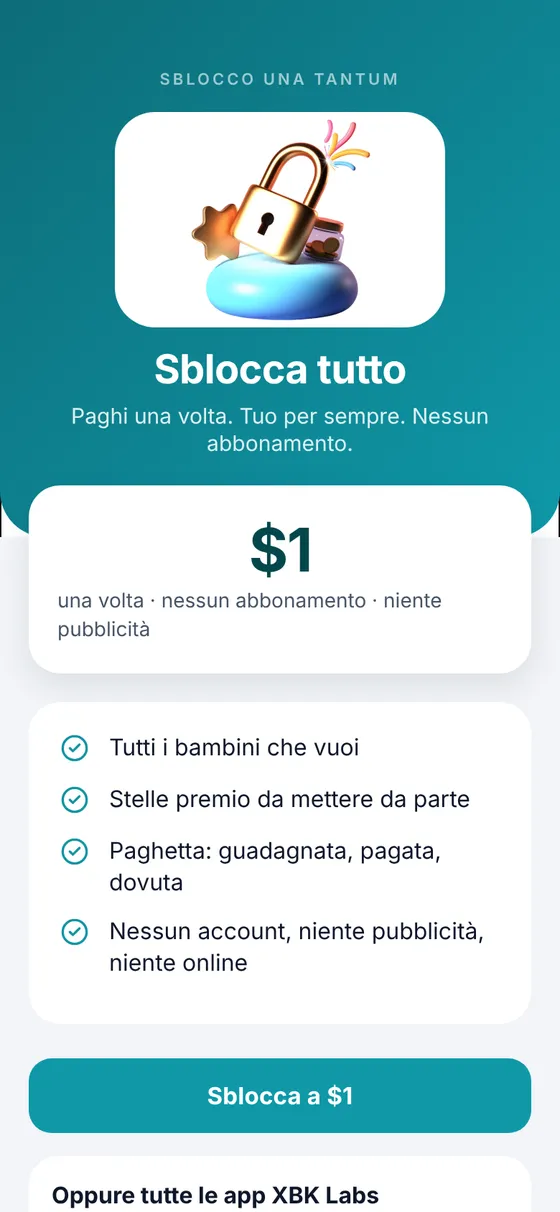 SBLOCCO UNA TANTUM
Sblocca tutto
Paghi una volta. Tuo per sempre. Nessun
abbonamento.
$1
una volta · nessun abbonamento · niente
pubblicità
Tutti i bambini che vuoi
Stelle premio da mettere da parte
Paghetta: guadagnata, pagata,
dovuta
Nessun account, niente pubblicità,
niente online
Sblocca a $1
Oppure tutte le app XBK Labs